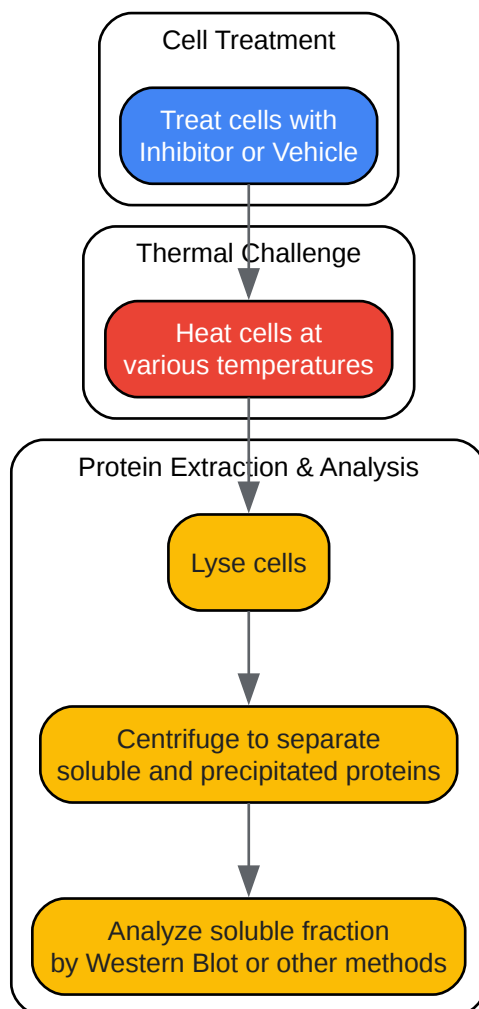 Cell Treatment
Treat cells with
Inhibitor or Vehicle
Thermal Challenge
Heat cells at
various temperatures
Protein Extraction & Analysis
Lyse cells
Centrifuge to separate
soluble and precipitated proteins
Analyze soluble fraction
by Western Blot or other methods